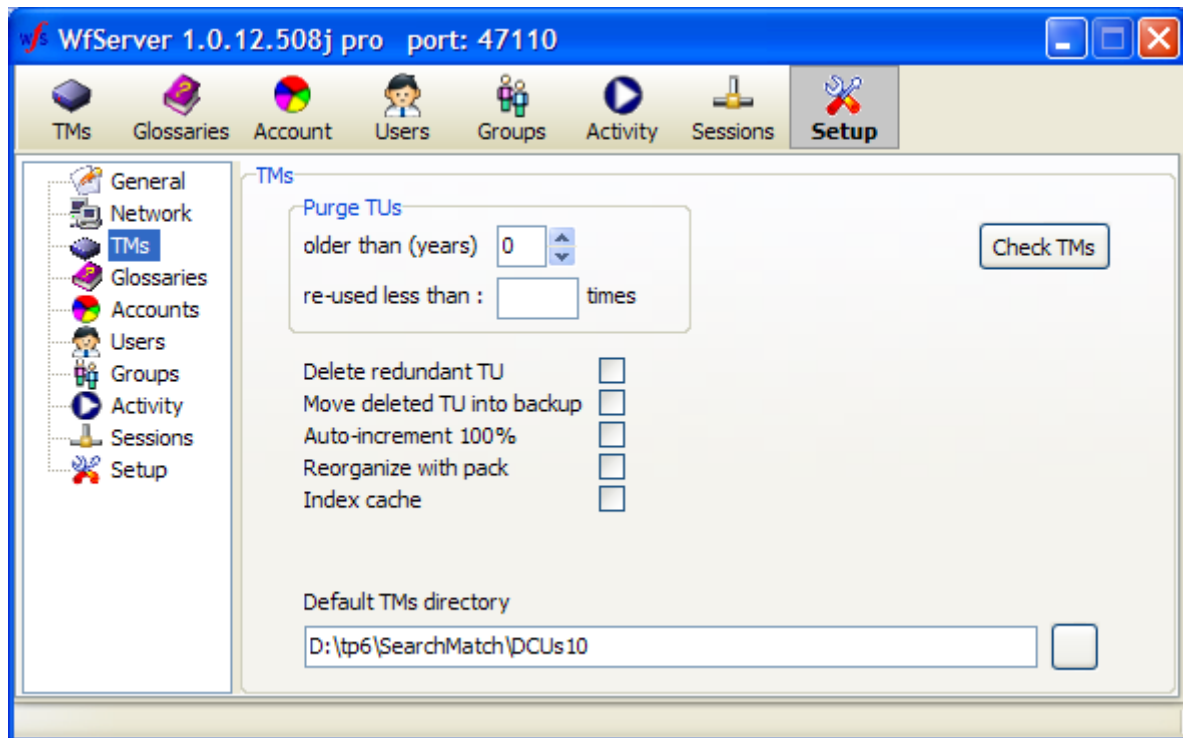 wfs WfServer 1.0.12.508j pro port: 47110
TMs Glossaries Account Users Groups Activity Sessions Setup
General
Network
TMs
Glossaries
Accounts
Users
Groups
Activity
Sessions
Setup
TMs
Purge TUs
older than (years) 0
re-used less than : times
Check TMs
Delete redundant TU
Move deleted TU into backup
Auto-increment 100%
Reorganize with pack
Index cache
Default TMs directory
D:\tp6\SearchMatch\DCUs10